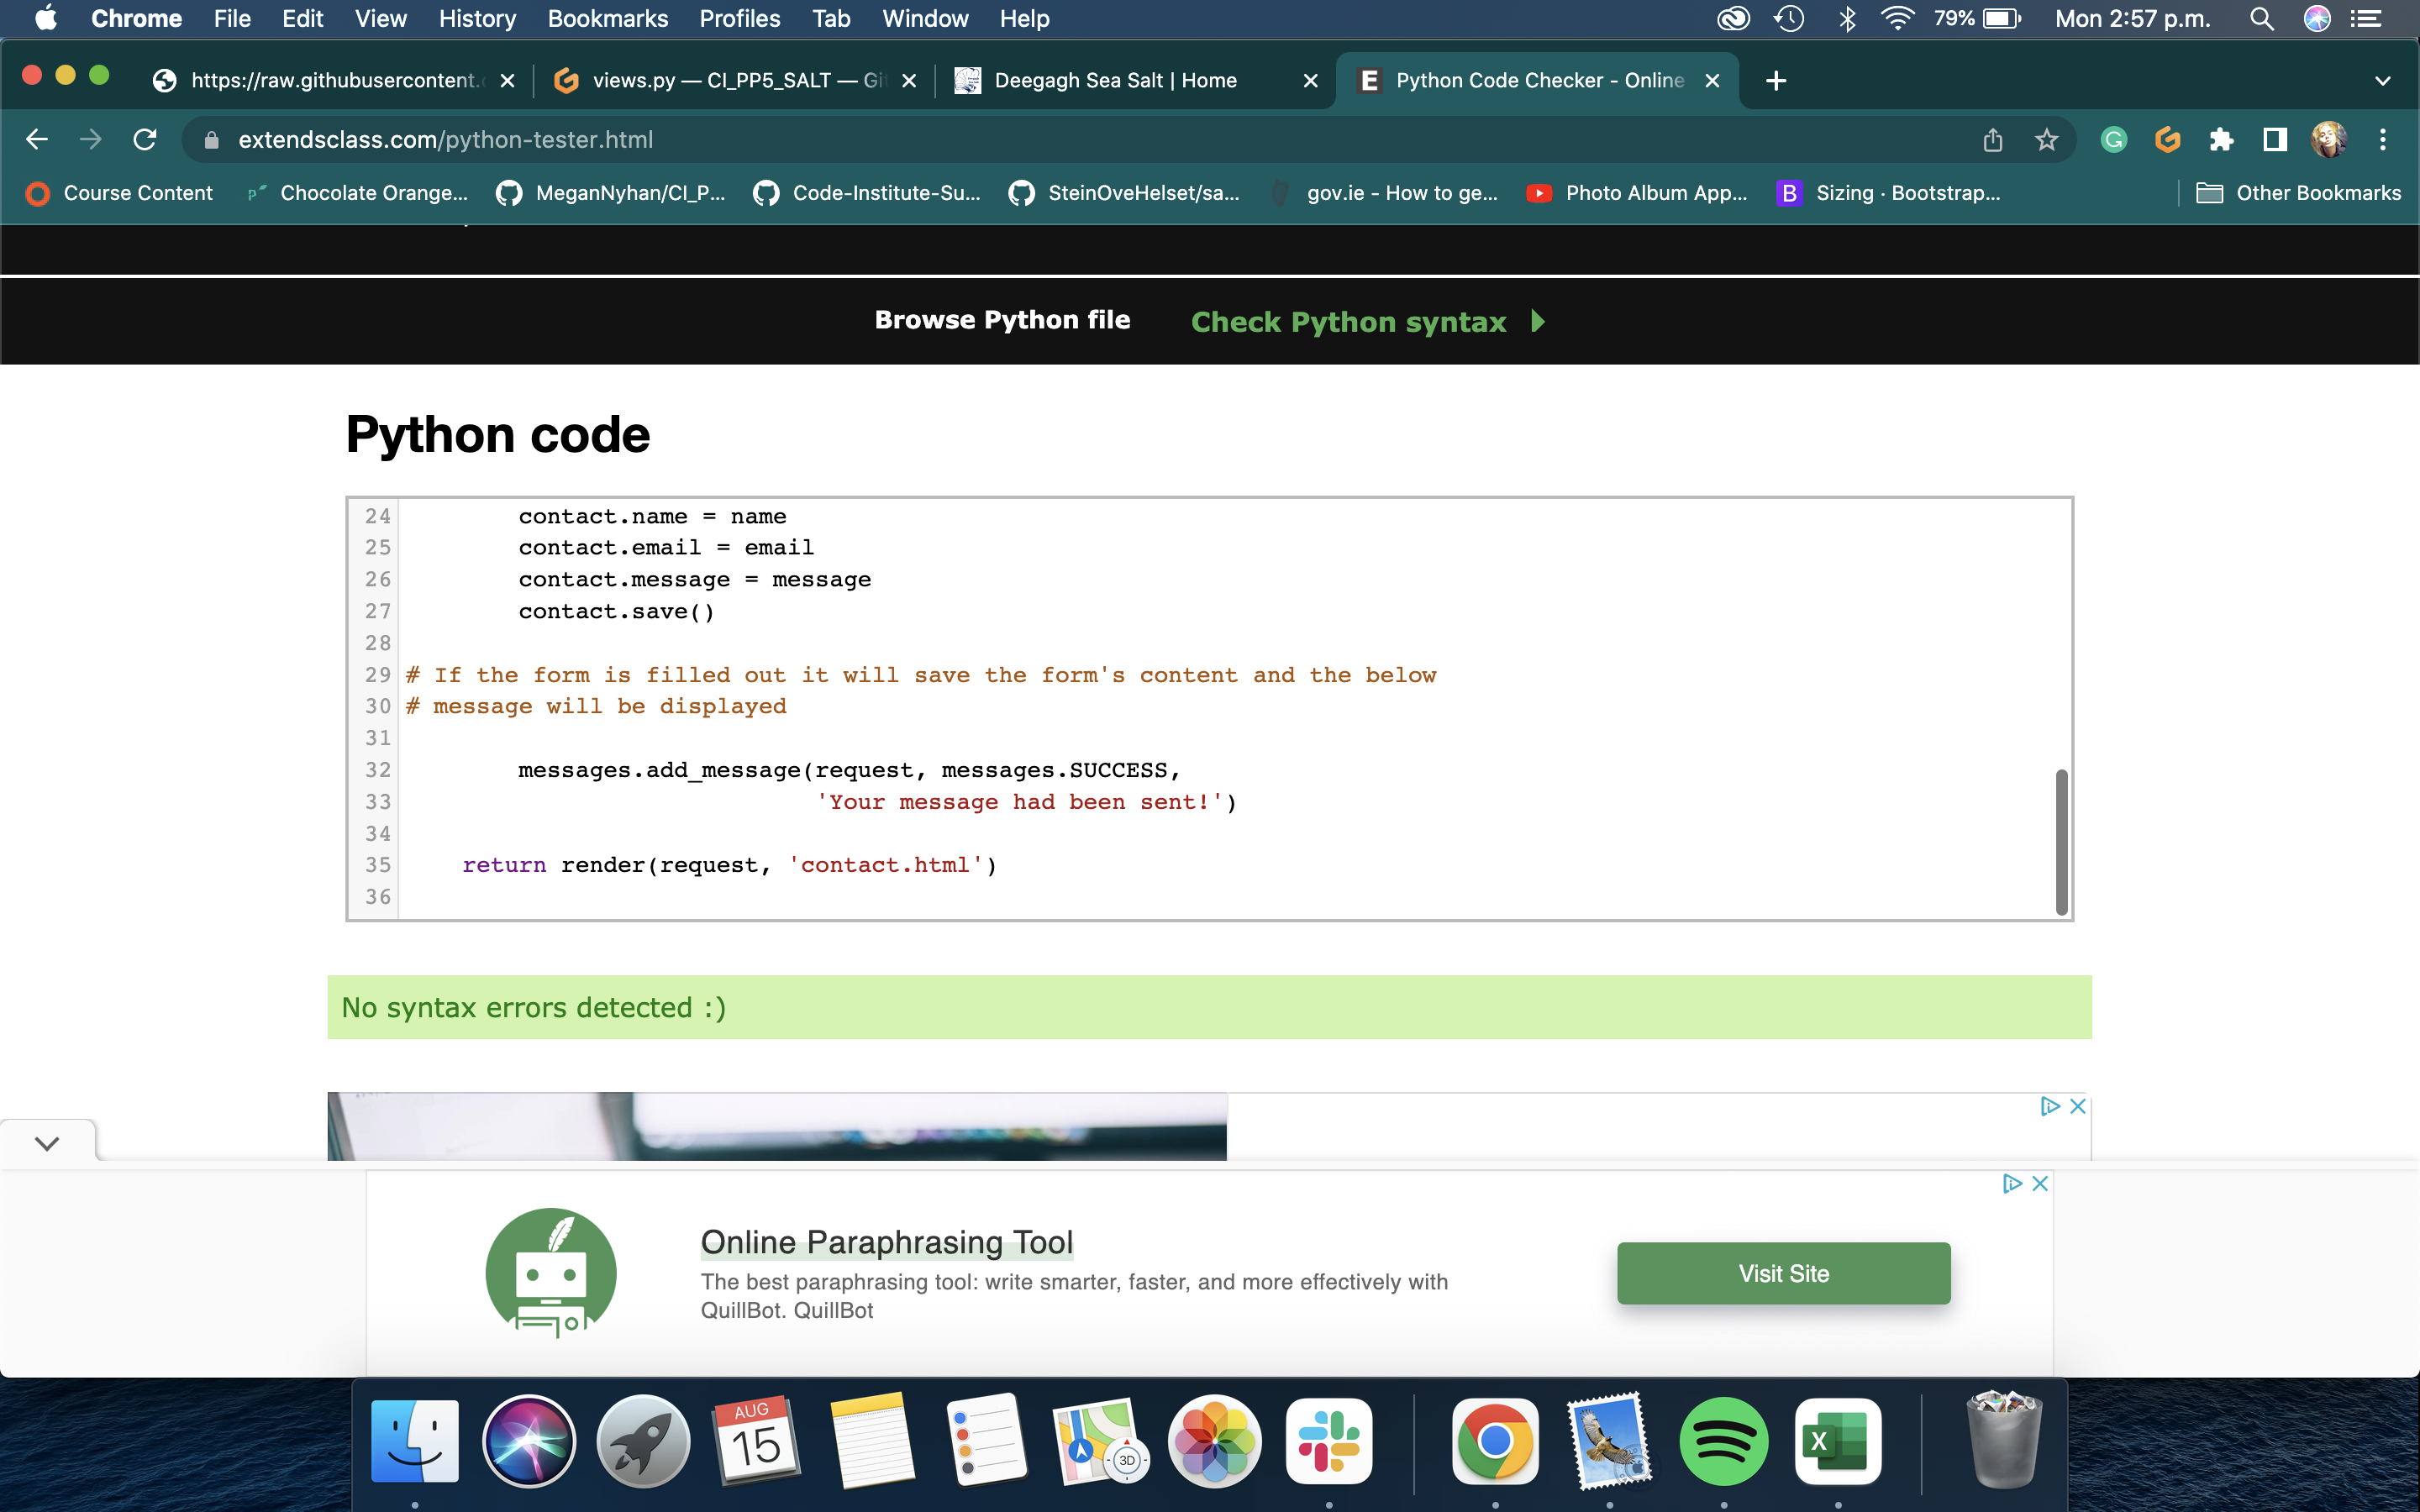 Chrome File Edit View History Bookmarks Profiles Tab Window Help 79% Mon 2:57 p.m.
https://raw.githubusercontent.c views.py — CI_PP5_SALT — Gi Deegagh Sea Salt | Home E Python Code Checker - Online
extendsclass.com/python-tester.html
Course Content Chocolate Orange... MeganNyhan/CI_P... Code-Institute-Su... SteinOveHelset/sa... gov.ie - How to ge... Photo Album App... B Sizing · Bootstrap... Other Bookmarks
Browse Python file Check Python syntax
Python code
24 contact.name = name
25 contact.email = email
26 contact.message = message
27 contact.save()
28
29 # If the form is filled out it will save the form's content and the below
30 # message will be displayed
31
32 messages.add_message(request, messages.SUCCESS,
33 'Your message had been sent!')
34
35 return render(request, 'contact.html')
36
No syntax errors detected :)
Online Paraphrasing Tool
The best paraphrasing tool: write smarter, faster, and more effectively with
QuillBot. QuillBot
Visit Site
AUG
15
3D
X